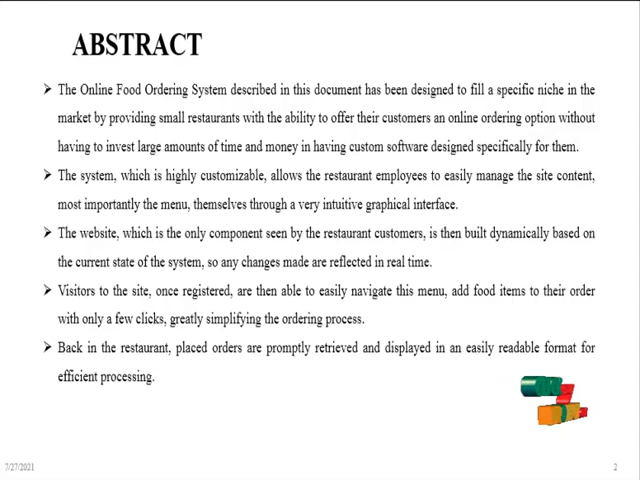 ABSTRACT
➢ The Online Food Ordering System described in this document has been designed to fill a specific niche in the
market by providing small restaurants with the ability to offer their customers an online ordering option without
having to invest large amounts of time and money in having custom software designed specifically for them.
➢ The system, which is highly customizable, allows the restaurant employees to easily manage the site content,
most importantly the menu, themselves through a very intuitive graphical interface.
➢ The website, which is the only component seen by the restaurant customers, is then built dynamically based on
the current state of the system, so any changes made are reflected in real time.
➢ Visitors to the site, once registered, are then able to easily navigate this menu, add food items to their order
with only a few clicks, greatly simplifying the ordering process.
➢ Back in the restaurant, placed orders are promptly retrieved and displayed in an easily readable format for
efficient processing.
7/27/2021
2